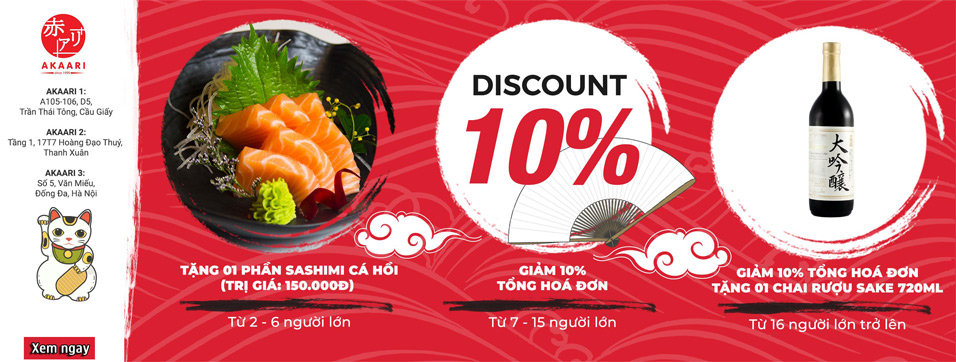 赤
アリ
AKAARI
since 1999
AKAARI 1:
A105-106, D5,
Trần Thái Tông, Cầu Giấy
AKAARI 2:
Tầng 1, 17T7 Hoàng Đạo Thuý,
Thanh Xuân
AKAARI 3:
Số 5, Văn Miếu,
Đống Đa, Hà Nội
Xem ngay
TẶNG 01 PHẦN SASHIMI CÁ HỒI
(TRỊ GIÁ: 150.000Đ)
Từ 2 - 6 người lớn
DISCOUNT
10%
GIẢM 10%
TỔNG HOÁ ĐƠN
Từ 7 - 15 người lớn
大吟醸
GIẢM 10% TỔNG HOÁ ĐƠN
TẶNG 01 CHAI RƯỢU SAKE 720ML
Từ 16 người lớn trở lên